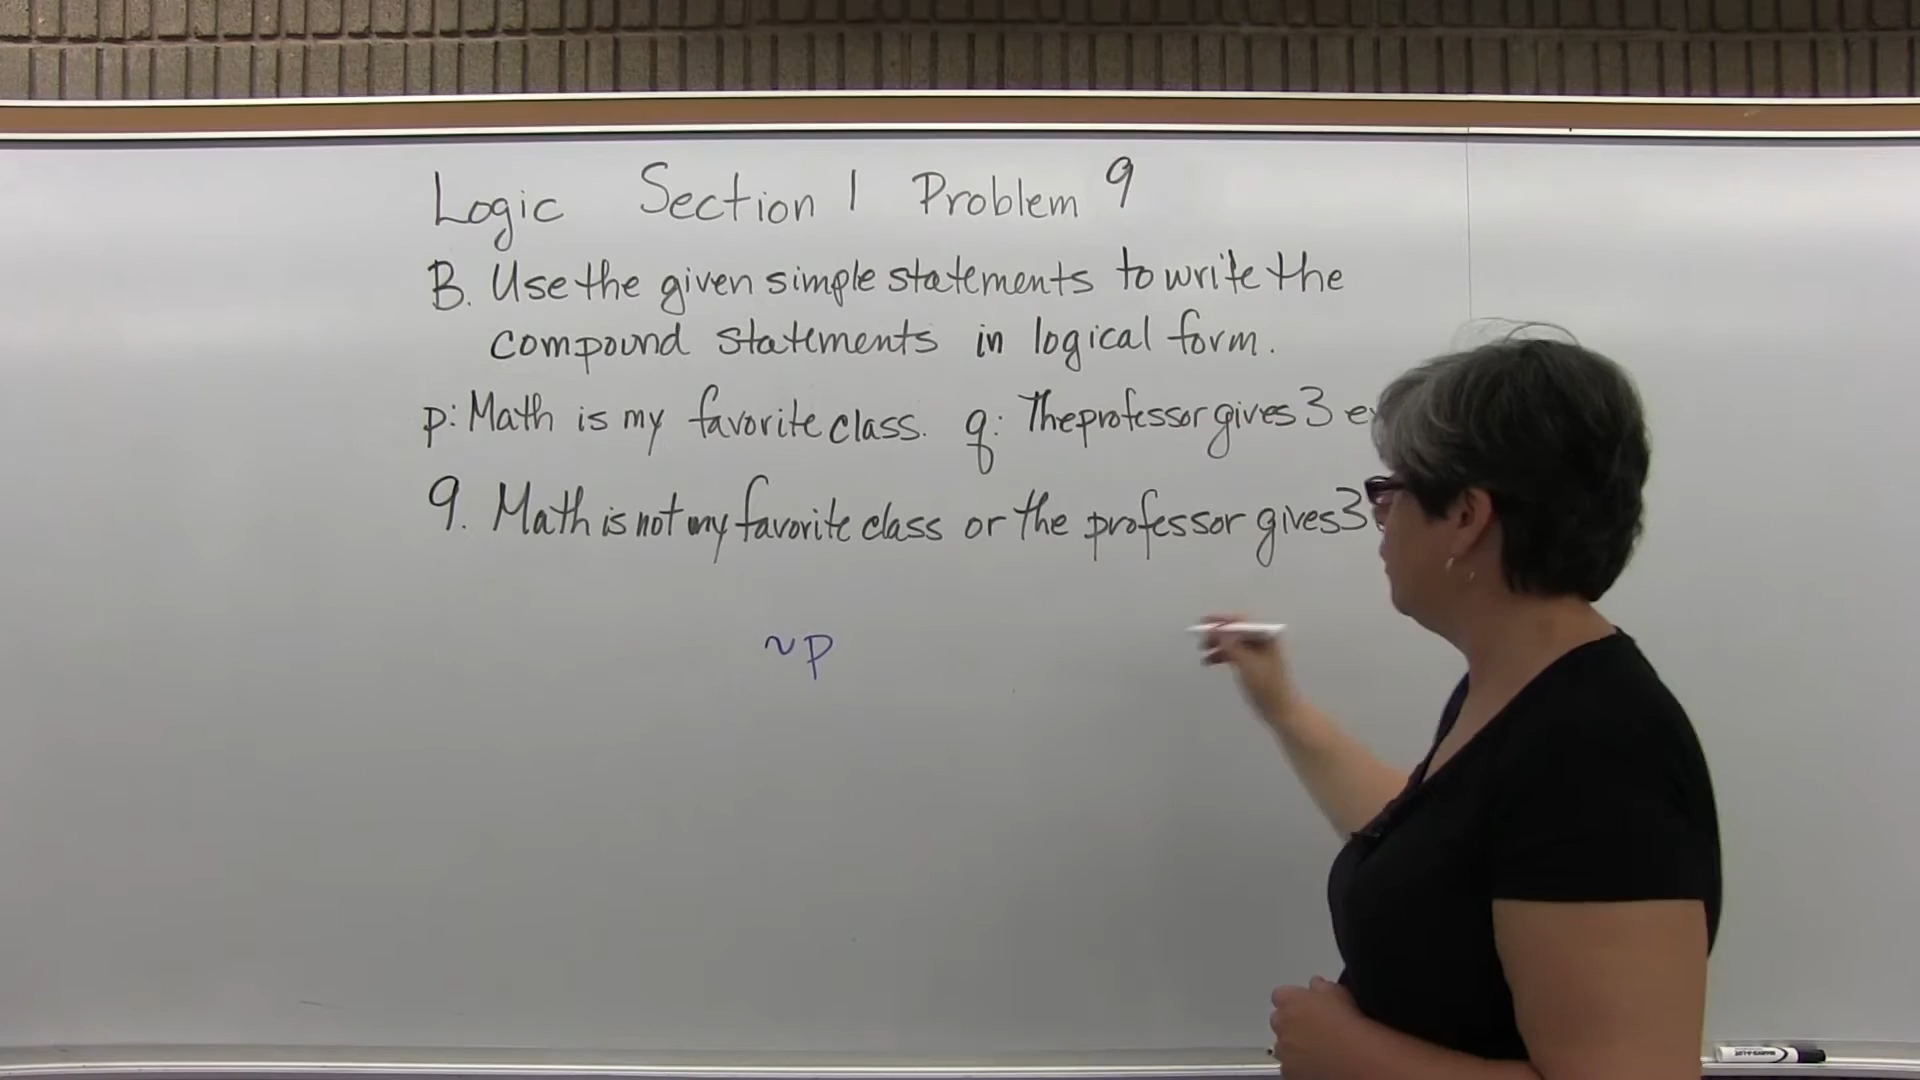 Logic Section 1 Problem 9
B. Use the given simple statements to write the
compound statements in logical form.
p: Math is my favorite class. q: The professor gives 3
9. Math is not my favorite class or the professor gives 3
~p